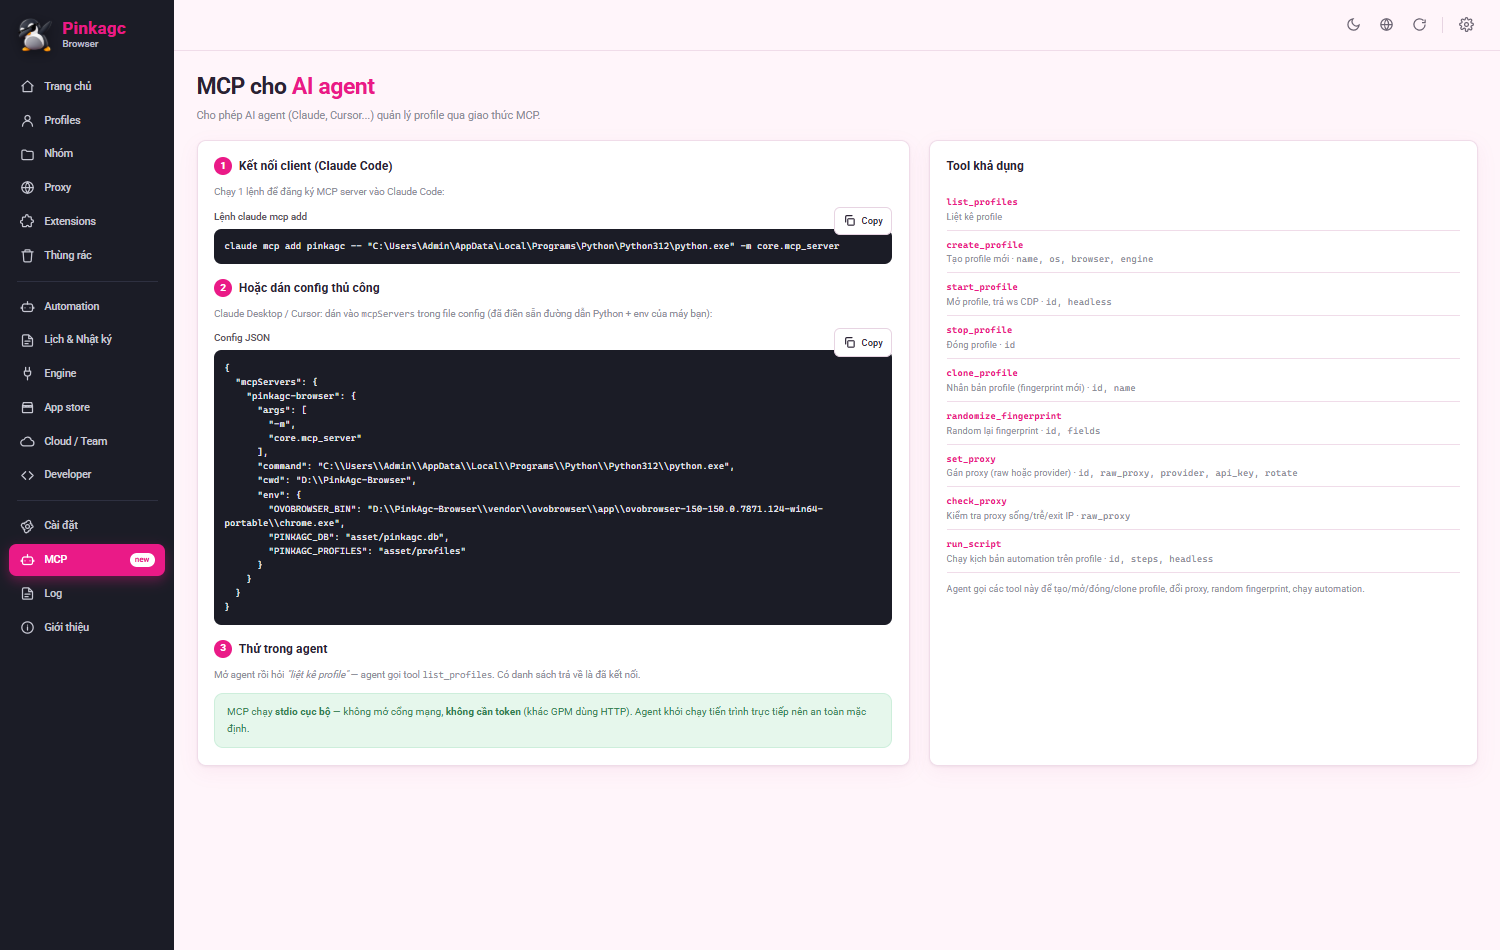 Pinkagc
Browser
Trang chủ
Profiles
Nhóm
Proxy
Extensions
Thùng rác
Automation
Lịch & Nhật ký
Engine
App store
Cloud / Team
Developer
Cài đặt
MCP new
Log
Giới thiệu
MCP cho AI agent
Cho phép AI agent (Claude, Cursor...) quản lý profile qua giao thức MCP.
1 Kết nối client (Claude Code)
Chạy 1 lệnh để đăng ký MCP server vào Claude Code:
Lệnh claude mcp add
Copy
claude mcp add pinkagc -- "C:\Users\Admin\AppData\Local\Programs\Python\Python312\python.exe" -m core.mcp_server
2 Hoặc dán config thủ công
Claude Desktop / Cursor: dán vào mcpServers trong file config (đã điền sẵn đường dẫn Python + env của máy bạn):
Config JSON
Copy
{
"mcpServers": {
"pinkagc-browser": {
"args": [
"-m",
"core.mcp_server"
],
"command": "C:\\Users\\Admin\\AppData\\Local\\Programs\\Python\\Python312\\python.exe",
"cwd": "D:\\PinkAgc-Browser",
"env": {
"OVOBROWSER_BIN": "D:\\PinkAgc-Browser\\vendor\\ovobrowser\\app\\ovobrowser-150-150.0.7871.124-win64-
portable\\chrome.exe",
"PINKAGC_DB": "asset/pinkagc.db",
"PINKAGC_PROFILES": "asset/profiles"
}
}
}
}
3 Thử trong agent
Mở agent rồi hỏi "liệt kê profile" — agent gọi tool list_profiles. Có danh sách trả về là đã kết nối.
MCP chạy stdio cục bộ — không mở cổng mạng, không cần token (khác GPM dùng HTTP). Agent khởi chạy tiến trình trực tiếp nên an toàn mặc
định.
Tool khả dụng
list_profiles
Liệt kê profile
create_profile
Tạo profile mới · name, os, browser, engine
start_profile
Mở profile, trả ws CDP · id, headless
stop_profile
Đóng profile · id
clone_profile
Nhân bản profile (fingerprint mới) · id, name
randomize_fingerprint
Random lại fingerprint · id, fields
set_proxy
Gán proxy (raw hoặc provider) · id, raw_proxy, provider, api_key, rotate
check_proxy
Kiểm tra proxy sống/trễ/exit IP · raw_proxy
run_script
Chạy kịch bản automation trên profile · id, steps, headless
Agent gọi các tool này để tạo/mở/đóng/clone profile, đổi proxy, random fingerprint, chạy automation.